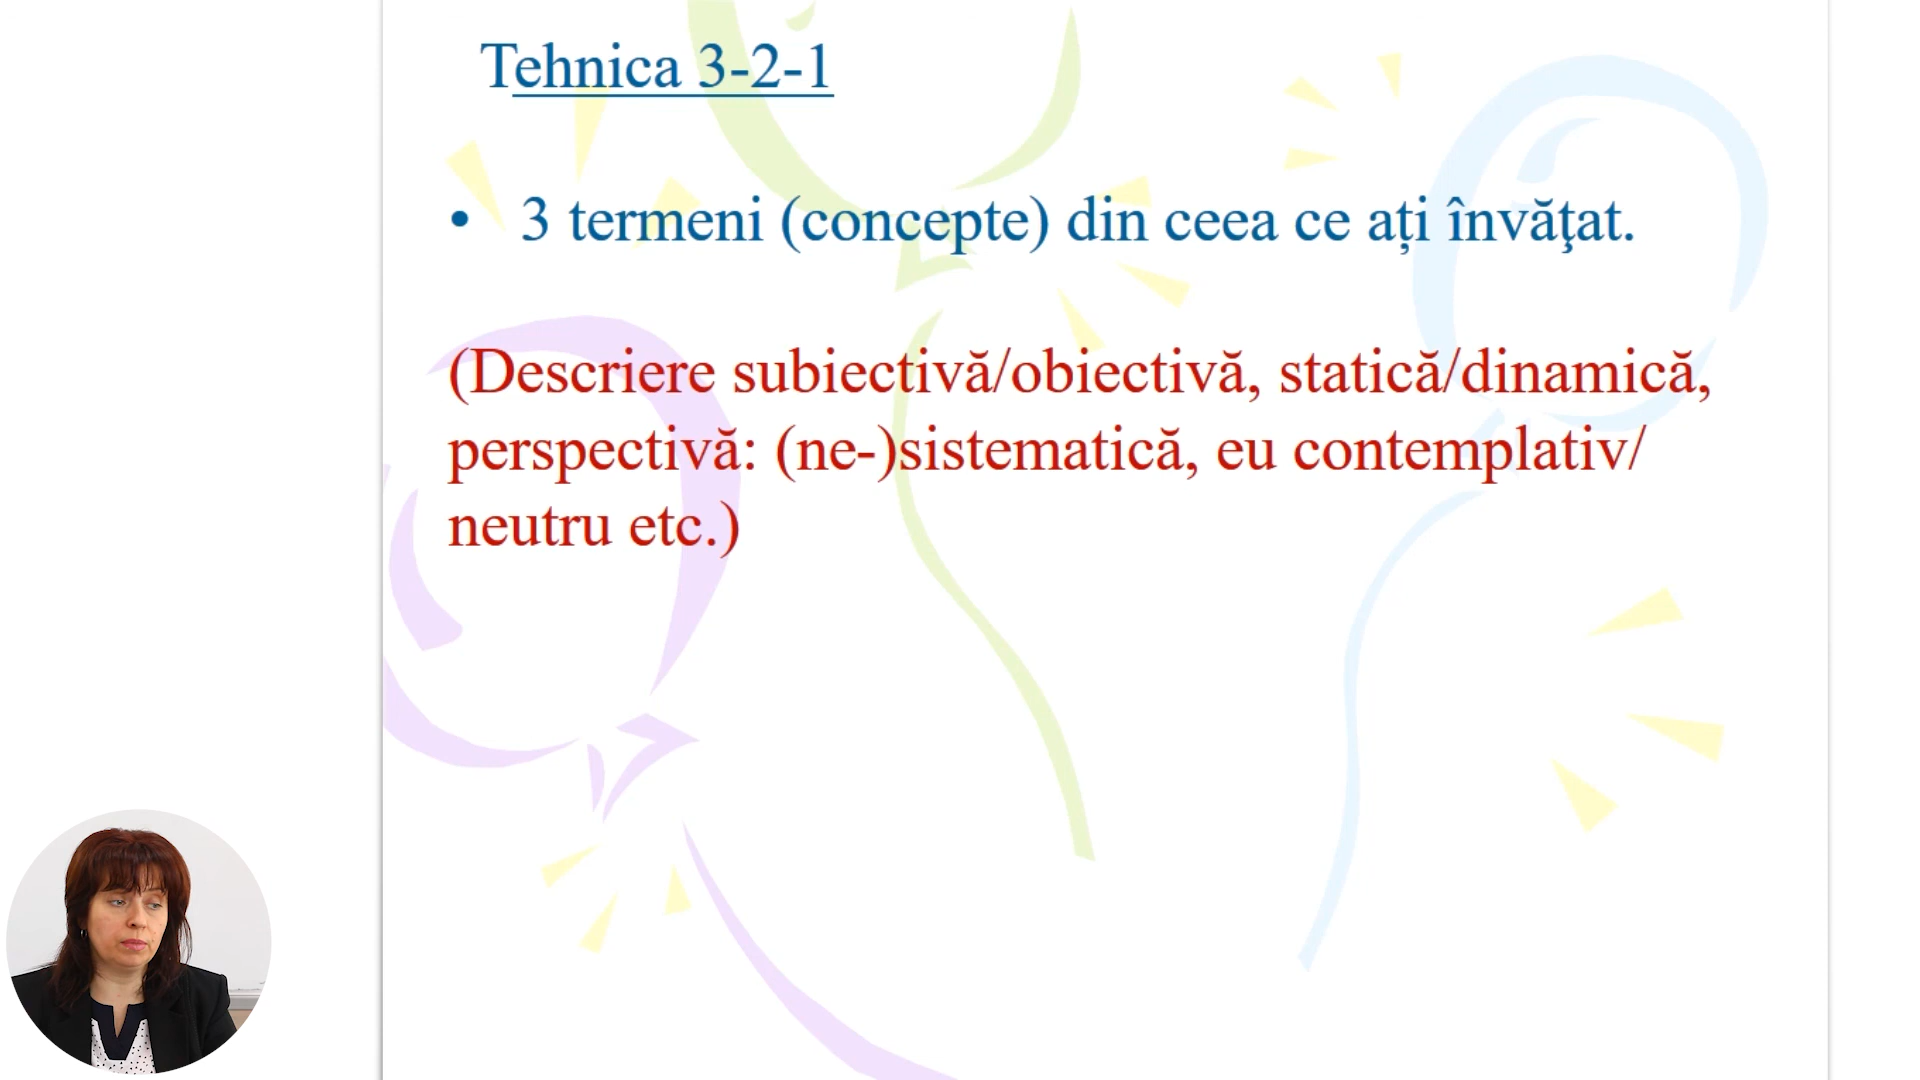 Tehnica 3-2-1
• 3 termeni (concepte) din ceea ce ați învăţat.
(Descriere subiectivă/obiectivă, statică/dinamică,
perspectivă: (ne-)sistematică, eu contemplativ/
neutru etc.)